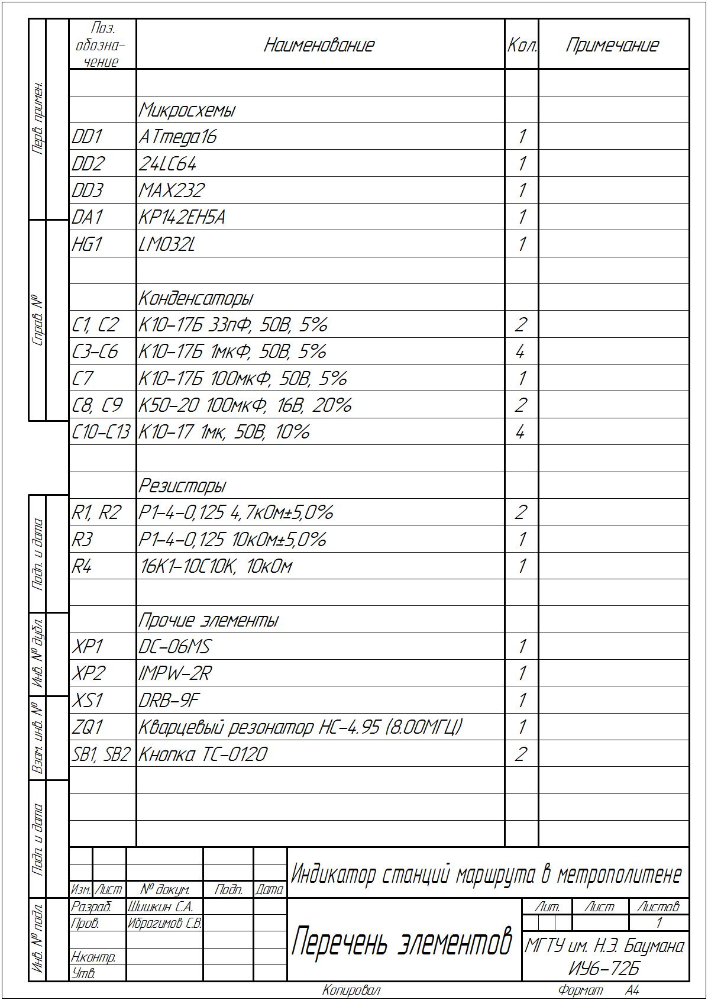 Поз. обозна-чение Наименование Кол. Примечание
Микросхемы
DD1 ATmega16 1
DD2 24LC64 1
DD3 MAX232 1
DA1 КР142ЕН5А 1
HG1 LM032L 1
Конденсаторы
C1, C2 К10-17Б 33пФ, 50В, 5% 2
C3-C6 К10-17Б 1мкФ, 50В, 5% 4
C7 К10-17Б 100мкФ, 50В, 5% 1
C8, C9 К50-20 100мкФ, 16В, 20% 2
C10-C13 К10-17 1мк, 50В, 10% 4
Резисторы
R1, R2 Р1-4-0,125 4,7кОм±5,0% 2
R3 Р1-4-0,125 10кОм±5,0% 1
R4 16К1-10С10К, 10кОм 1
Прочие элементы
XP1 DC-06MS 1
XP2 IMPW-2R 1
XS1 DRB-9F 1
ZQ1 Кварцевый резонатор НС-4.95 (8.00МГЦ) 1
SB1, SB2 Кнопка ТС-0120 2
Перв. примен.
Справ. №
Подп. и дата
Инв. № дубл.
Взам. инв. №
Подп. и дата
Инв. № подл.
Индикатор станций маршрута в метрополитене
Изм. Лист № докум. Подп. Дата
Разраб. Шишкин С.А.
Пров. Ибрагимов С.В.
Н.контр.
Утв.
Перечень элементов
Лит. Лист Листов
1
МГТУ им. Н.Э. Баумана
ИУ6-72Б
Копировал Формат А4